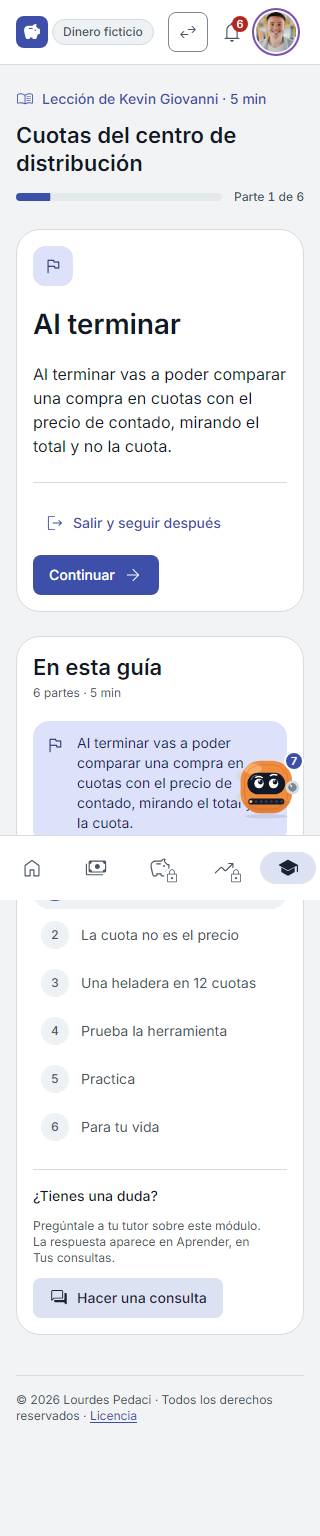 Dinero ficticio
6
Lección de Kevin Giovanni · 5 min
Cuotas del centro de
distribución
Parte 1 de 6
Al terminar
Al terminar vas a poder comparar
una compra en cuotas con el
precio de contado, mirando el
total y no la cuota.
Salir y seguir después
Continuar
En esta guía
6 partes · 5 min
Al terminar vas a poder
comparar una compra en
cuotas con el precio de
contado, mirando el total y
la cuota.
7
2 La cuota no es el precio
3 Una heladera en 12 cuotas
4 Prueba la herramienta
5 Practica
6 Para tu vida
¿Tienes una duda?
Pregúntale a tu tutor sobre este módulo.
La respuesta aparece en Aprender, en
Tus consultas.
Hacer una consulta
© 2026 Lourdes Pedaci · Todos los derechos
reservados · Licencia